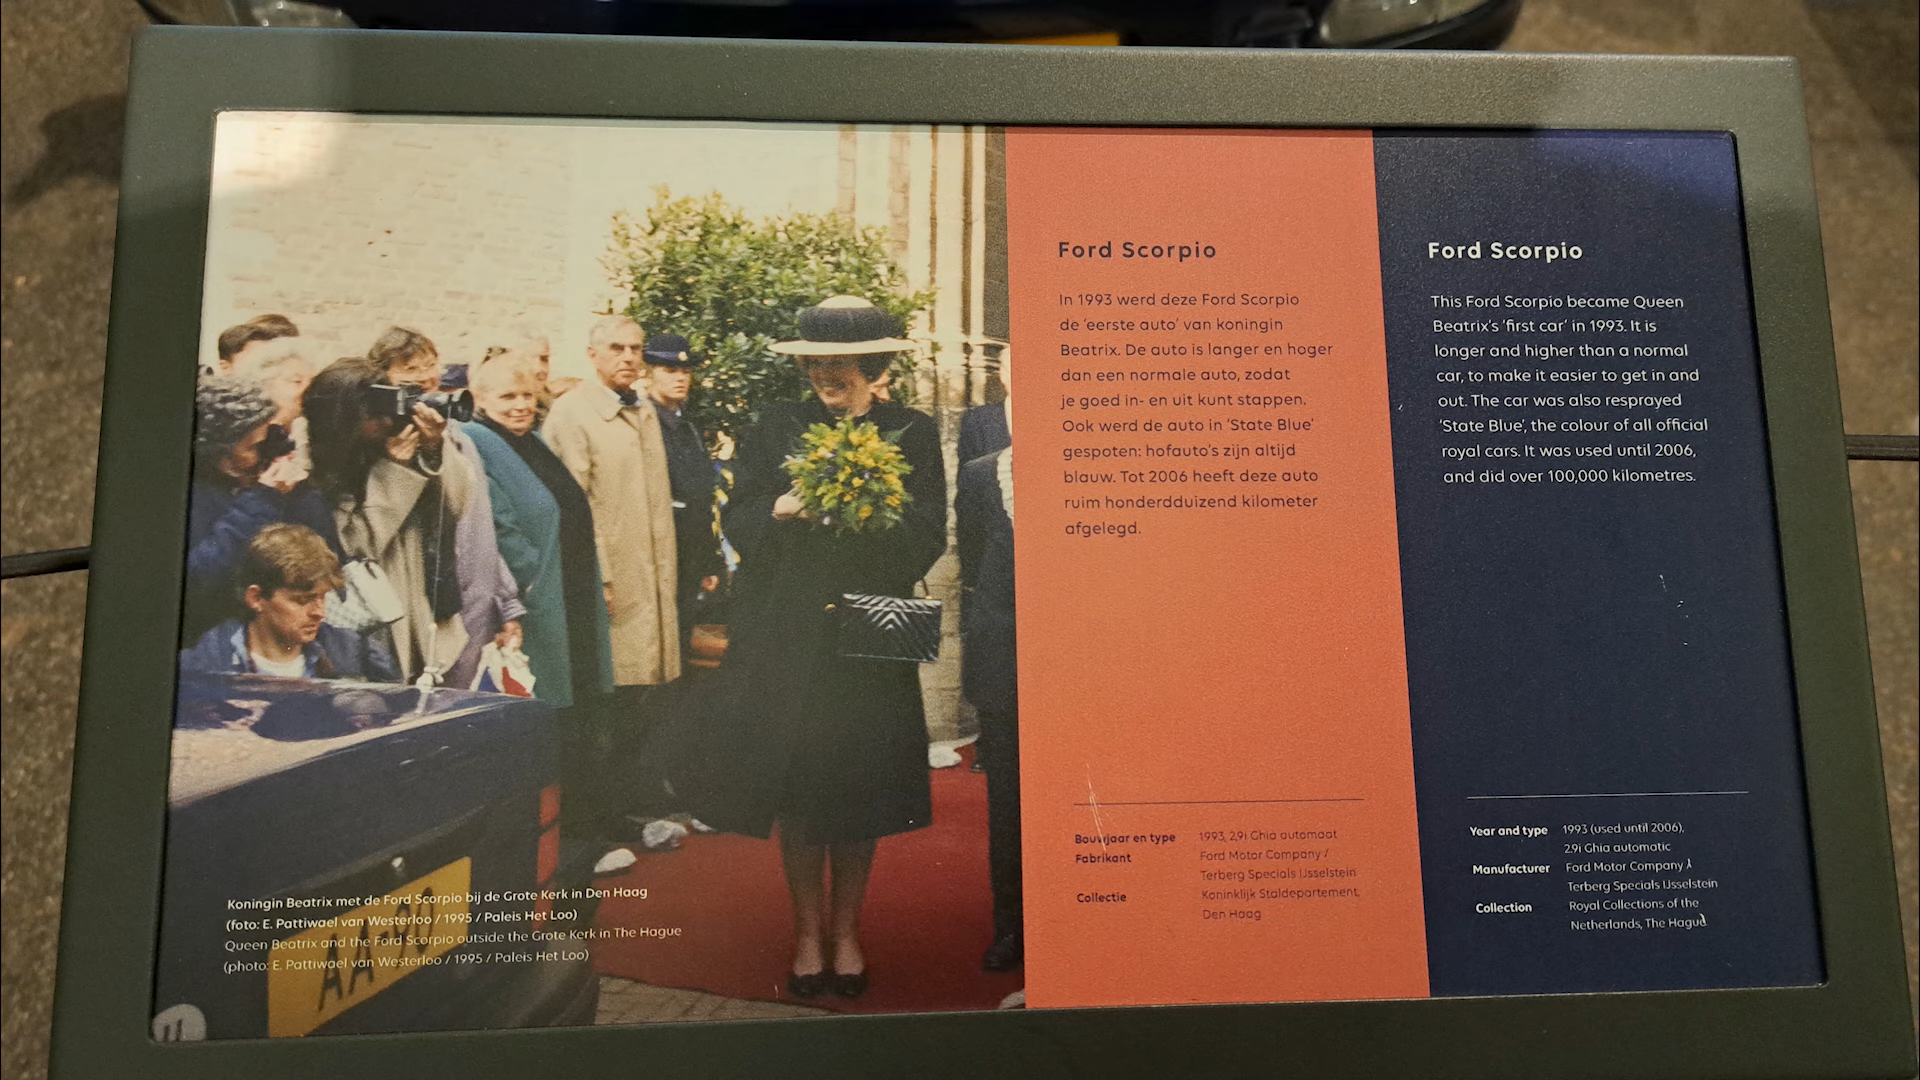 Ford Scorpio
In 1993 werd deze Ford Scorpio
de 'eerste auto' van koningin
Beatrix. De auto is langer en hoger
dan een normale auto, zodat
je goed in- en uit kunt stappen.
Ook werd de auto in 'State Blue'
gespoten: hofauto's zijn altijd
blauw. Tot 2006 heeft deze auto
ruim honderdduizend kilometer
afgelegd.
Bouwjaar en type 1993, 2.9i Ghia automaat
Fabrikant Ford Motor Company /
Terberg Specials IJsselstein
Collectie Koninklijk Staldepartement,
Den Haag
Ford Scorpio
This Ford Scorpio became Queen
Beatrix's 'first car' in 1993. It is
longer and higher than a normal
car, to make it easier to get in and
out. The car was also resprayed
'State Blue', the colour of all official
royal cars. It was used until 2006,
and did over 100,000 kilometres.
Year and type 1993 (used until 2006),
2.9i Ghia automatic
Manufacturer Ford Motor Company /
Terberg Specials IJsselstein
Collection Royal Collections of the
Netherlands, The Hague
Koningin Beatrix met de Ford Scorpio bij de Grote Kerk in Den Haag
(foto: E. Pattiwael van Westerloo / 1995 / Paleis Het Loo)
Queen Beatrix and the Ford Scorpio outside the Grote Kerk in The Hague
(photo: E. Pattiwael van Westerloo / 1995 / Paleis Het Loo)